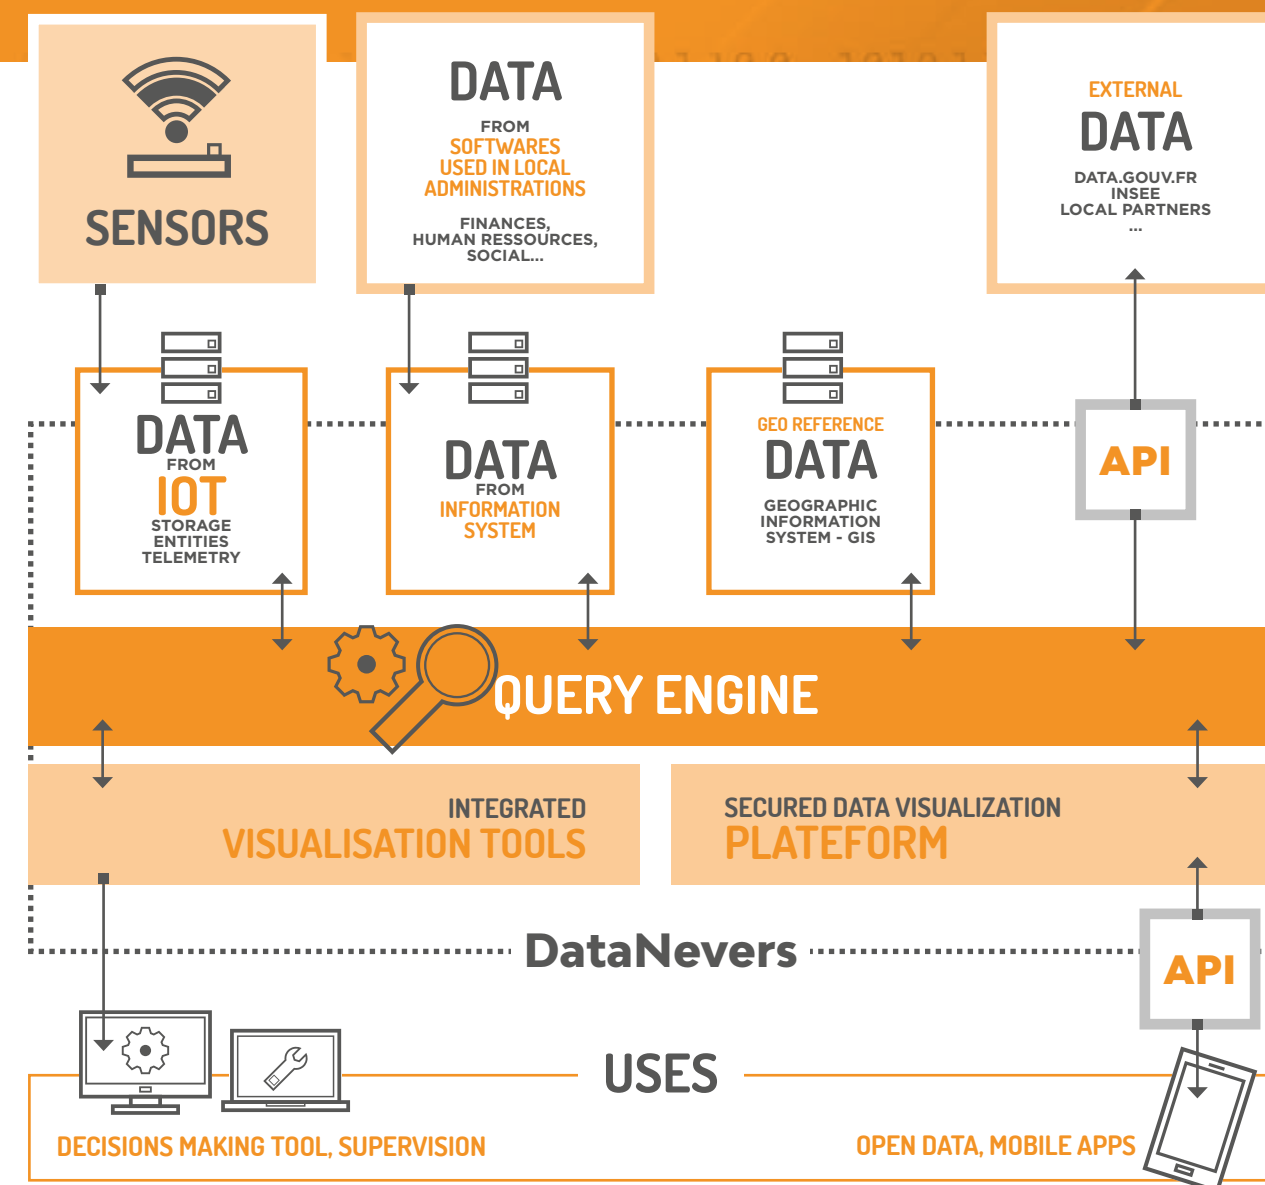 SENSORS
DATA
FROM
SOFTWARES
USED IN LOCAL
ADMINISTRATIONS
FINANCES,
HUMAN RESSOURCES,
SOCIAL...
EXTERNAL
DATA
DATA.GOUV.FR
INSEE
LOCAL PARTNERS
...
DATA
FROM
IOT
STORAGE
ENTITIES
TELEMETRY
DATA
FROM
INFORMATION
SYSTEM
GEO REFERENCE
DATA
GEOGRAPHIC
INFORMATION
SYSTEM - GIS
API
QUERY ENGINE
INTEGRATED
VISUALISATION TOOLS
SECURED DATA VISUALIZATION
PLATEFORM
DataNevers
API
USES
DECISIONS MAKING TOOL, SUPERVISION
OPEN DATA, MOBILE APPS